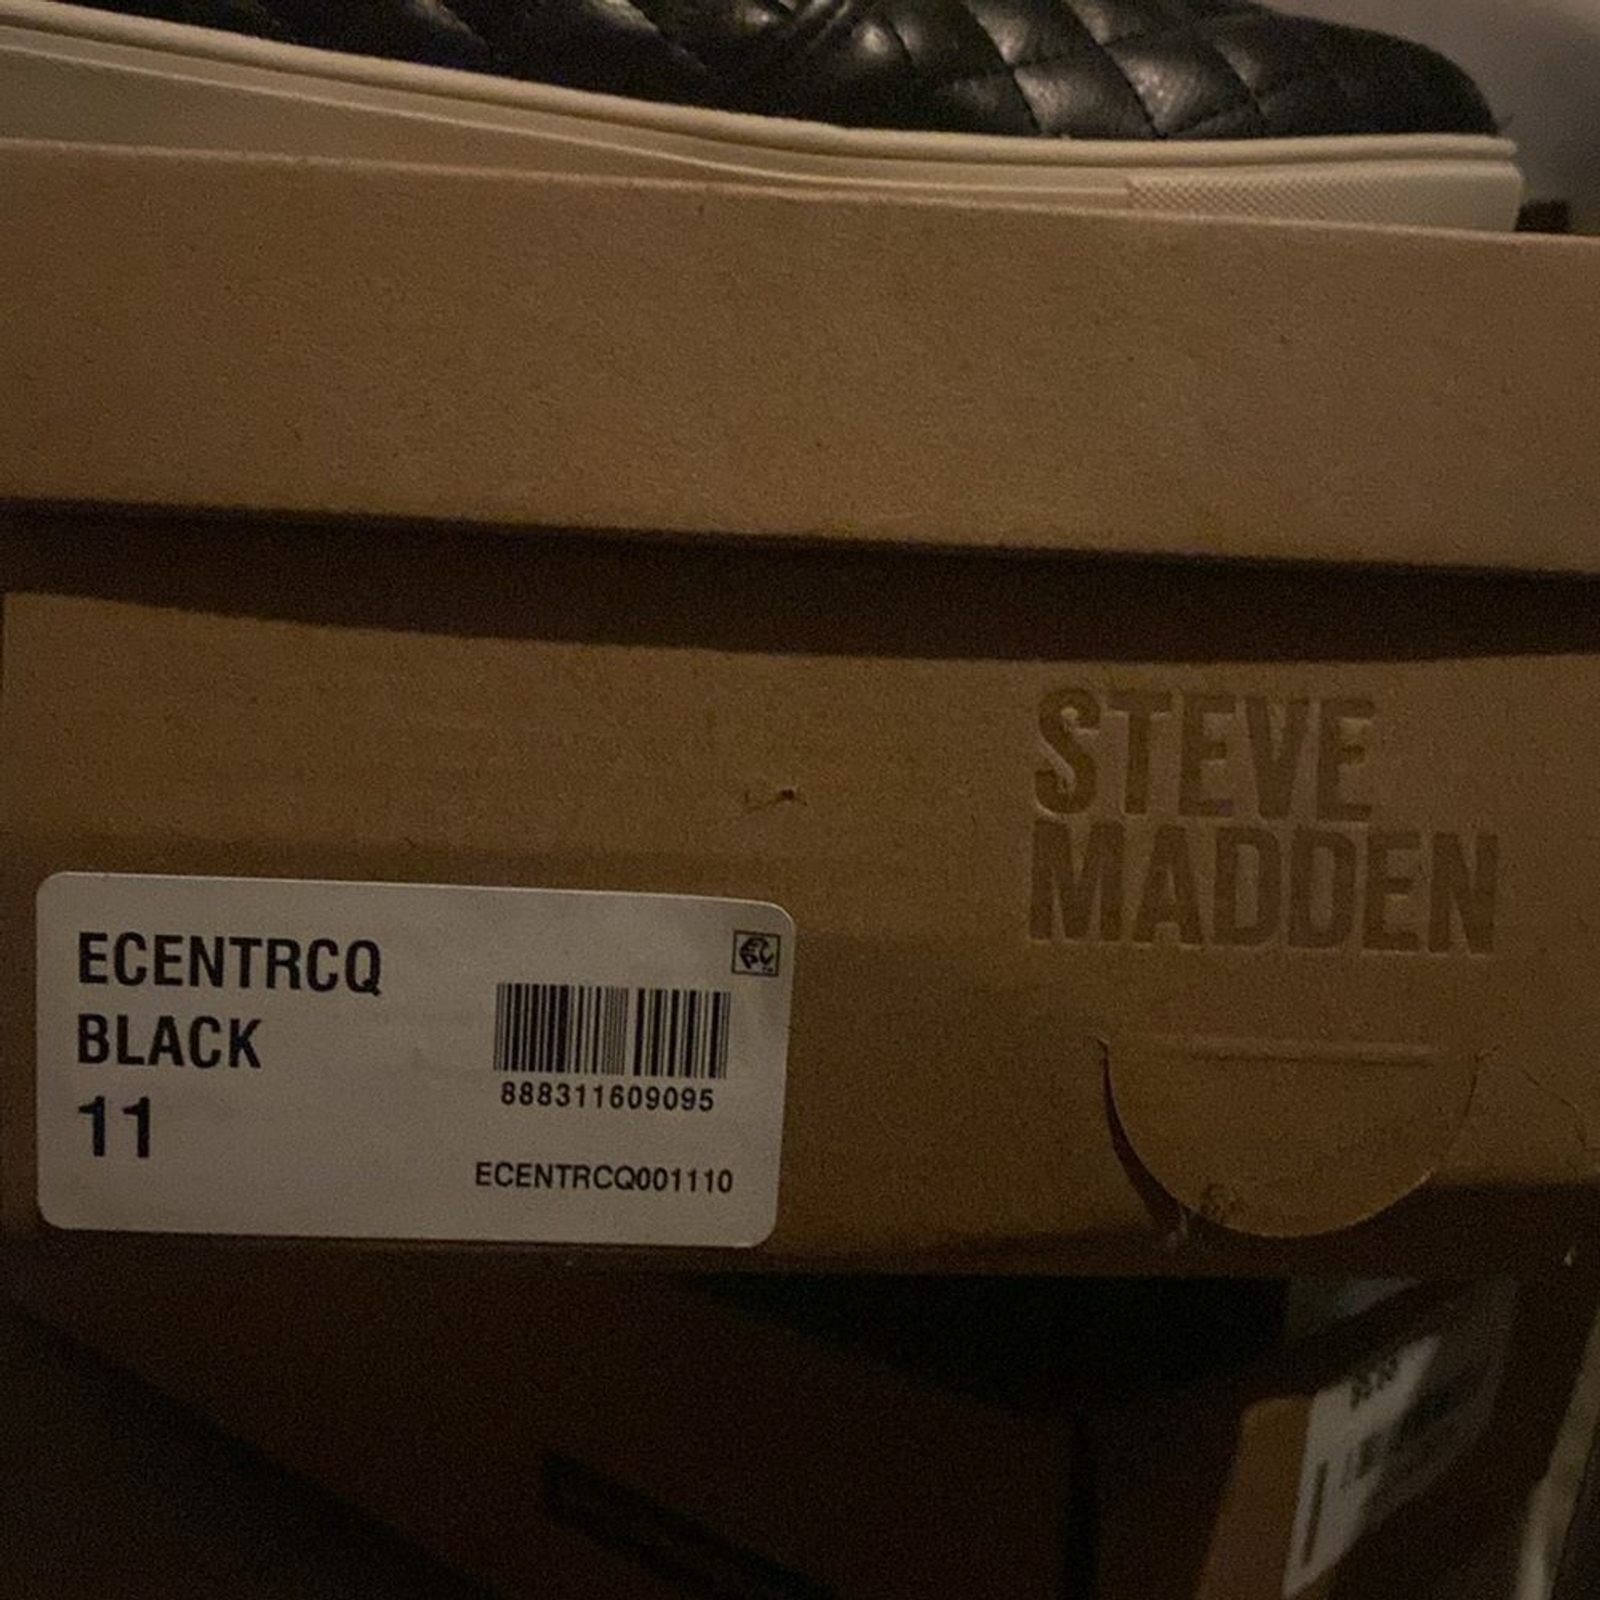 STEVE
MADDEN
ECENTRCQ
BLACK
11
888311609095
ECENTRCQ001110